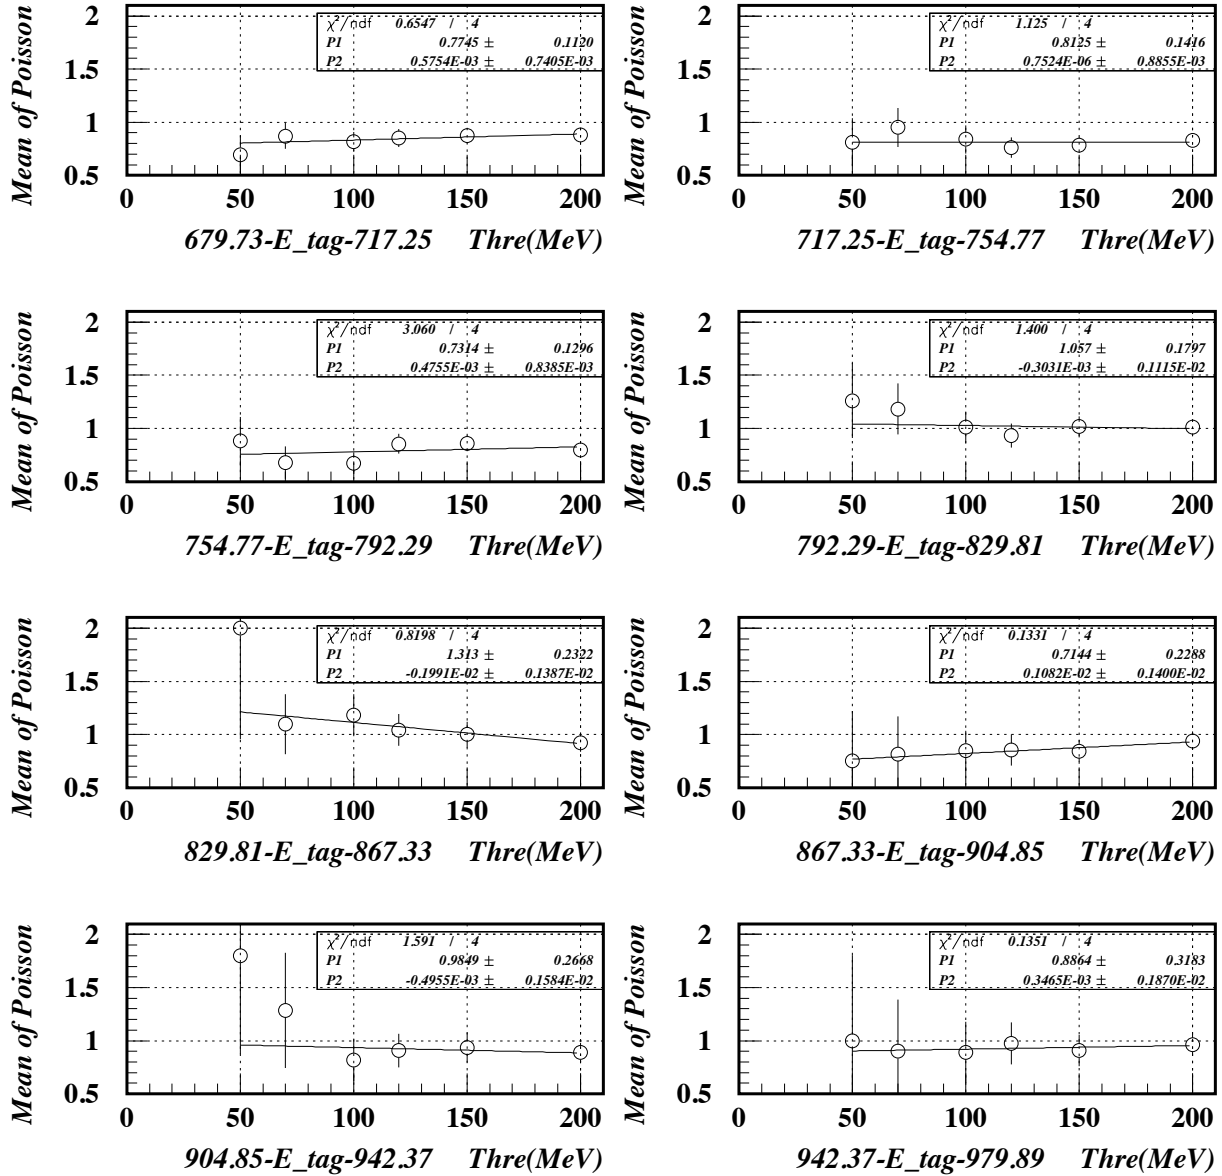 Mean of Poisson
2
1.5
1
0.5
χ²/ndf 0.6547 / 4
P1 0.7745 ± 0.1120
P2 0.5754E-03 ± 0.7405E-03
0 50 100 150 200
679.73-E_tag-717.25 Thre(MeV)
Mean of Poisson
2
1.5
1
0.5
χ²/ndf 1.125 / 4
P1 0.8125 ± 0.1416
P2 0.7524E-06 ± 0.8855E-03
0 50 100 150 200
717.25-E_tag-754.77 Thre(MeV)
Mean of Poisson
2
1.5
1
0.5
χ²/ndf 3.060 / 4
P1 0.7314 ± 0.1296
P2 0.4755E-03 ± 0.8385E-03
0 50 100 150 200
754.77-E_tag-792.29 Thre(MeV)
Mean of Poisson
2
1.5
1
0.5
χ²/ndf 1.400 / 4
P1 1.057 ± 0.1797
P2 -0.3031E-03 ± 0.1115E-02
0 50 100 150 200
792.29-E_tag-829.81 Thre(MeV)
Mean of Poisson
2
1.5
1
0.5
χ²/ndf 0.8198 / 4
P1 1.313 ± 0.2322
P2 -0.1991E-02 ± 0.1387E-02
0 50 100 150 200
829.81-E_tag-867.33 Thre(MeV)
Mean of Poisson
2
1.5
1
0.5
χ²/ndf 0.1331 / 4
P1 0.7144 ± 0.2288
P2 0.1082E-02 ± 0.1400E-02
0 50 100 150 200
867.33-E_tag-904.85 Thre(MeV)
Mean of Poisson
2
1.5
1
0.5
χ²/ndf 1.591 / 4
P1 0.9849 ± 0.2668
P2 -0.4955E-03 ± 0.1584E-02
0 50 100 150 200
904.85-E_tag-942.37 Thre(MeV)
Mean of Poisson
2
1.5
1
0.5
χ²/ndf 0.1351 / 4
P1 0.8864 ± 0.3183
P2 0.3465E-03 ± 0.1870E-02
0 50 100 150 200
942.37-E_tag-979.89 Thre(MeV)